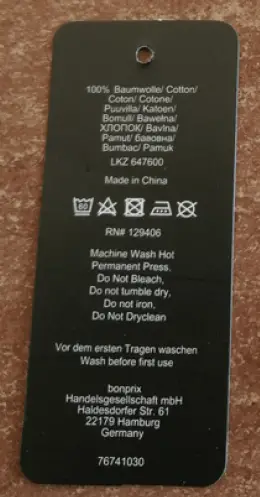 100% Baumwolle/ Cotton/
Coton/ Cotone/
Puuvilla/ Katoen/
Bomull/ Bawełna/
ХЛОПОК/ Bavlna/
Pamut/ бавовна/
Bumbac/ Pamuk
LKZ 647600
Made in China
60
RN# 129406
Machine Wash Hot
Permanent Press,
Do Not Bleach,
Do not tumble dry,
Do not iron,
Do Not Dryclean
Vor dem ersten Tragen waschen
Wash before first use
bonprix
Handelsgesellschaft mbH
Haldesdorfer Str. 61
22179 Hamburg
Germany
76741030